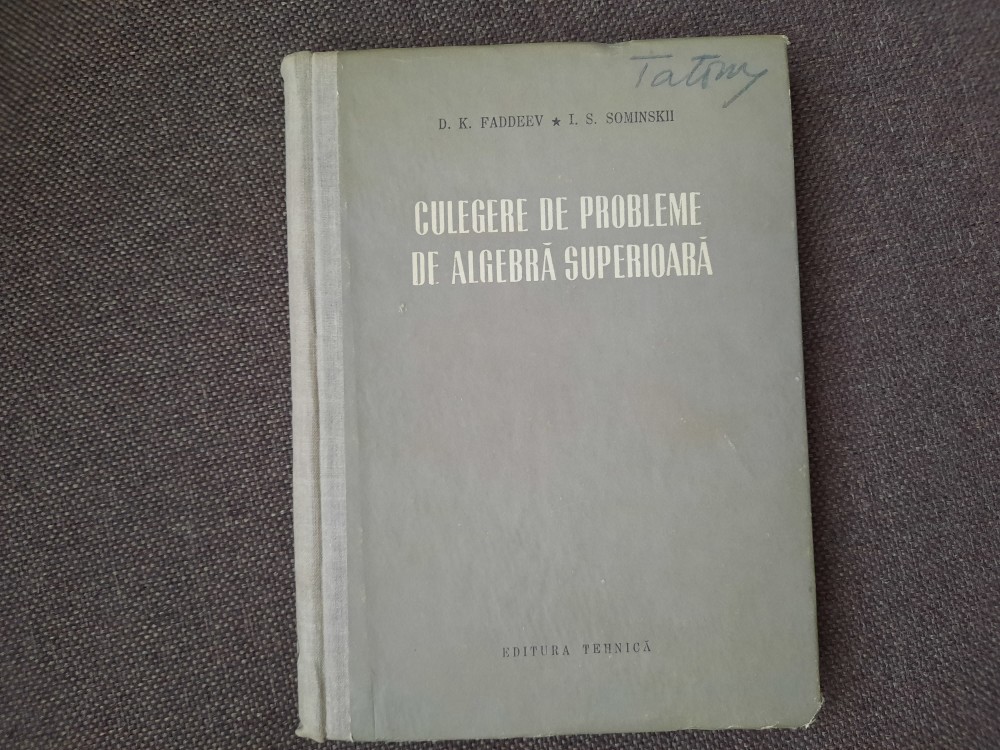 Tatomy
D. K. FADDEEV ★ I. S. SOMINSKII
CULEGERE DE PROBLEME
DE ALGEBRĂ SUPERIOARĂ
EDITURA TEHNICĂ